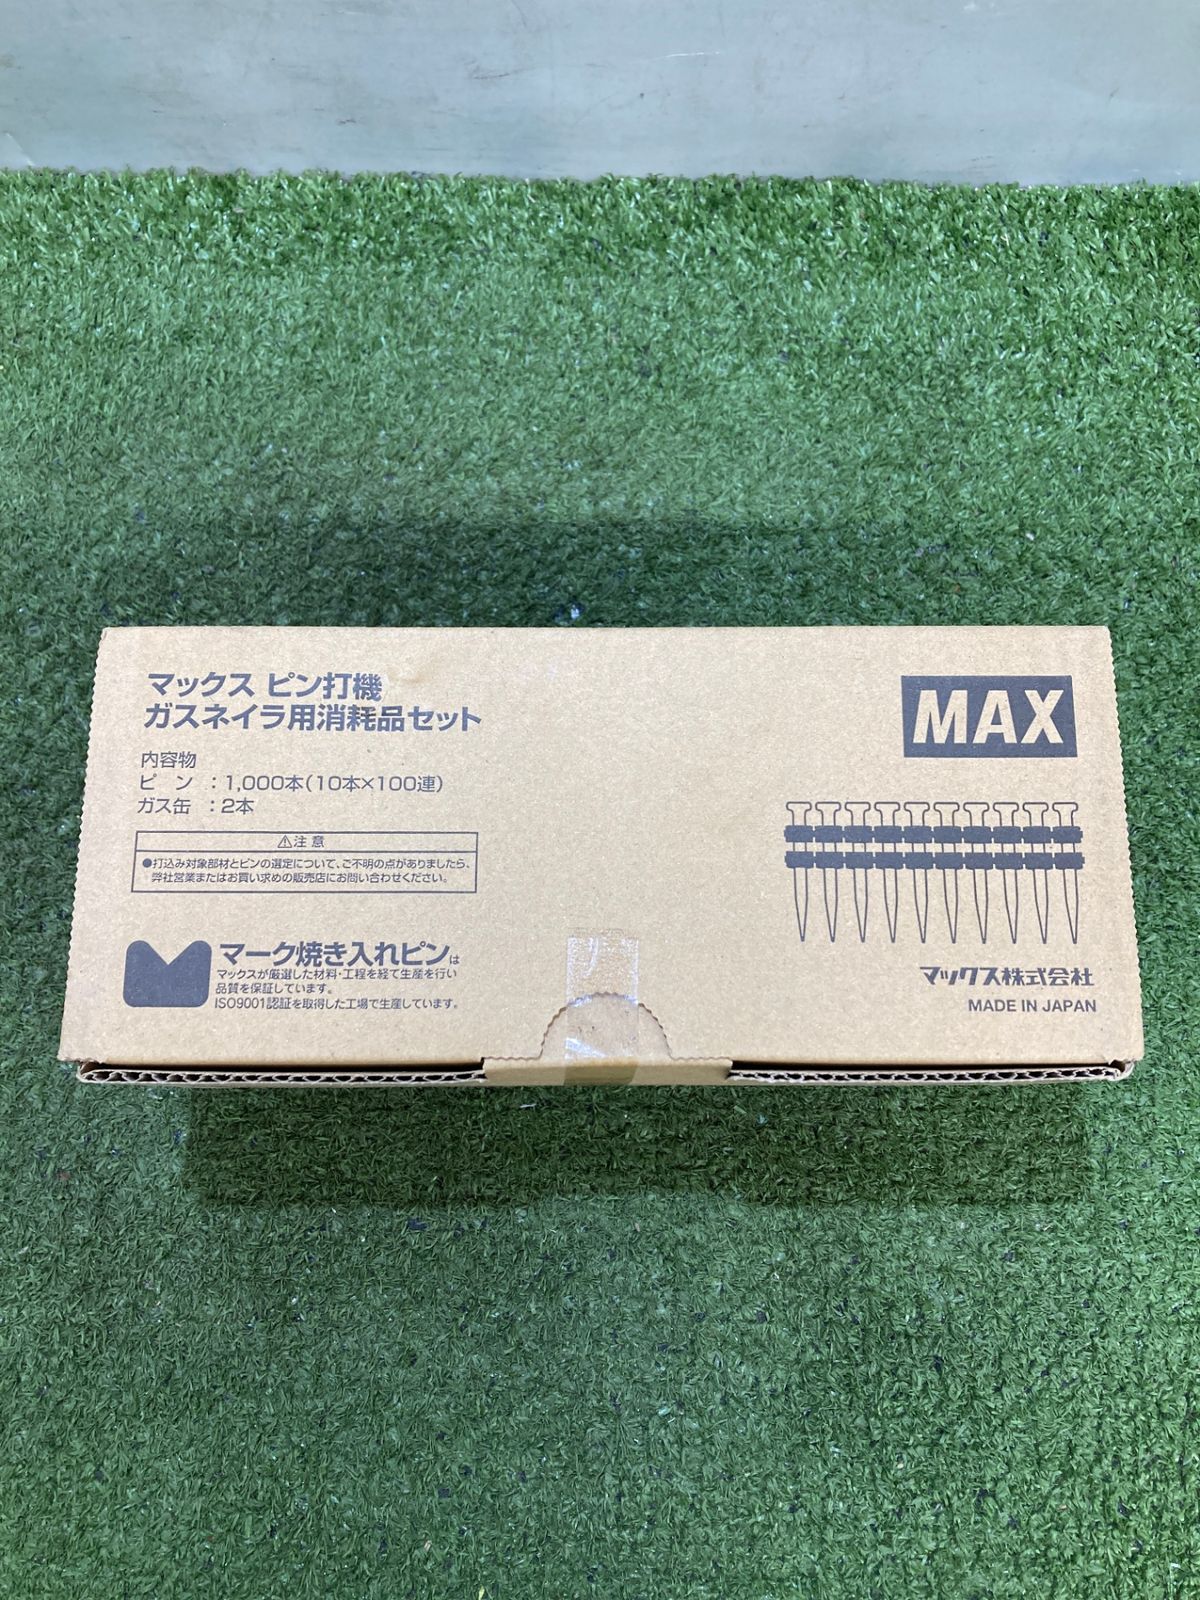 マックス ピン打機
ガスネイラ用消耗品セット
内容物
ピン:1,000本(10本×100連)
ガス缶:2本
⚠注意
●打込み対象部材とピンの選定について、ご不明の点がありましたら、
弊社営業またはお買い求めの販売店にお問い合わせください。
マーク焼き入れピンは
マックスが厳選した材料・工程を経て生産を行い
品質を保証しています。
ISO9001認証を取得した工場で生産しています。
MAX
マックス株式会社
MADE IN JAPAN